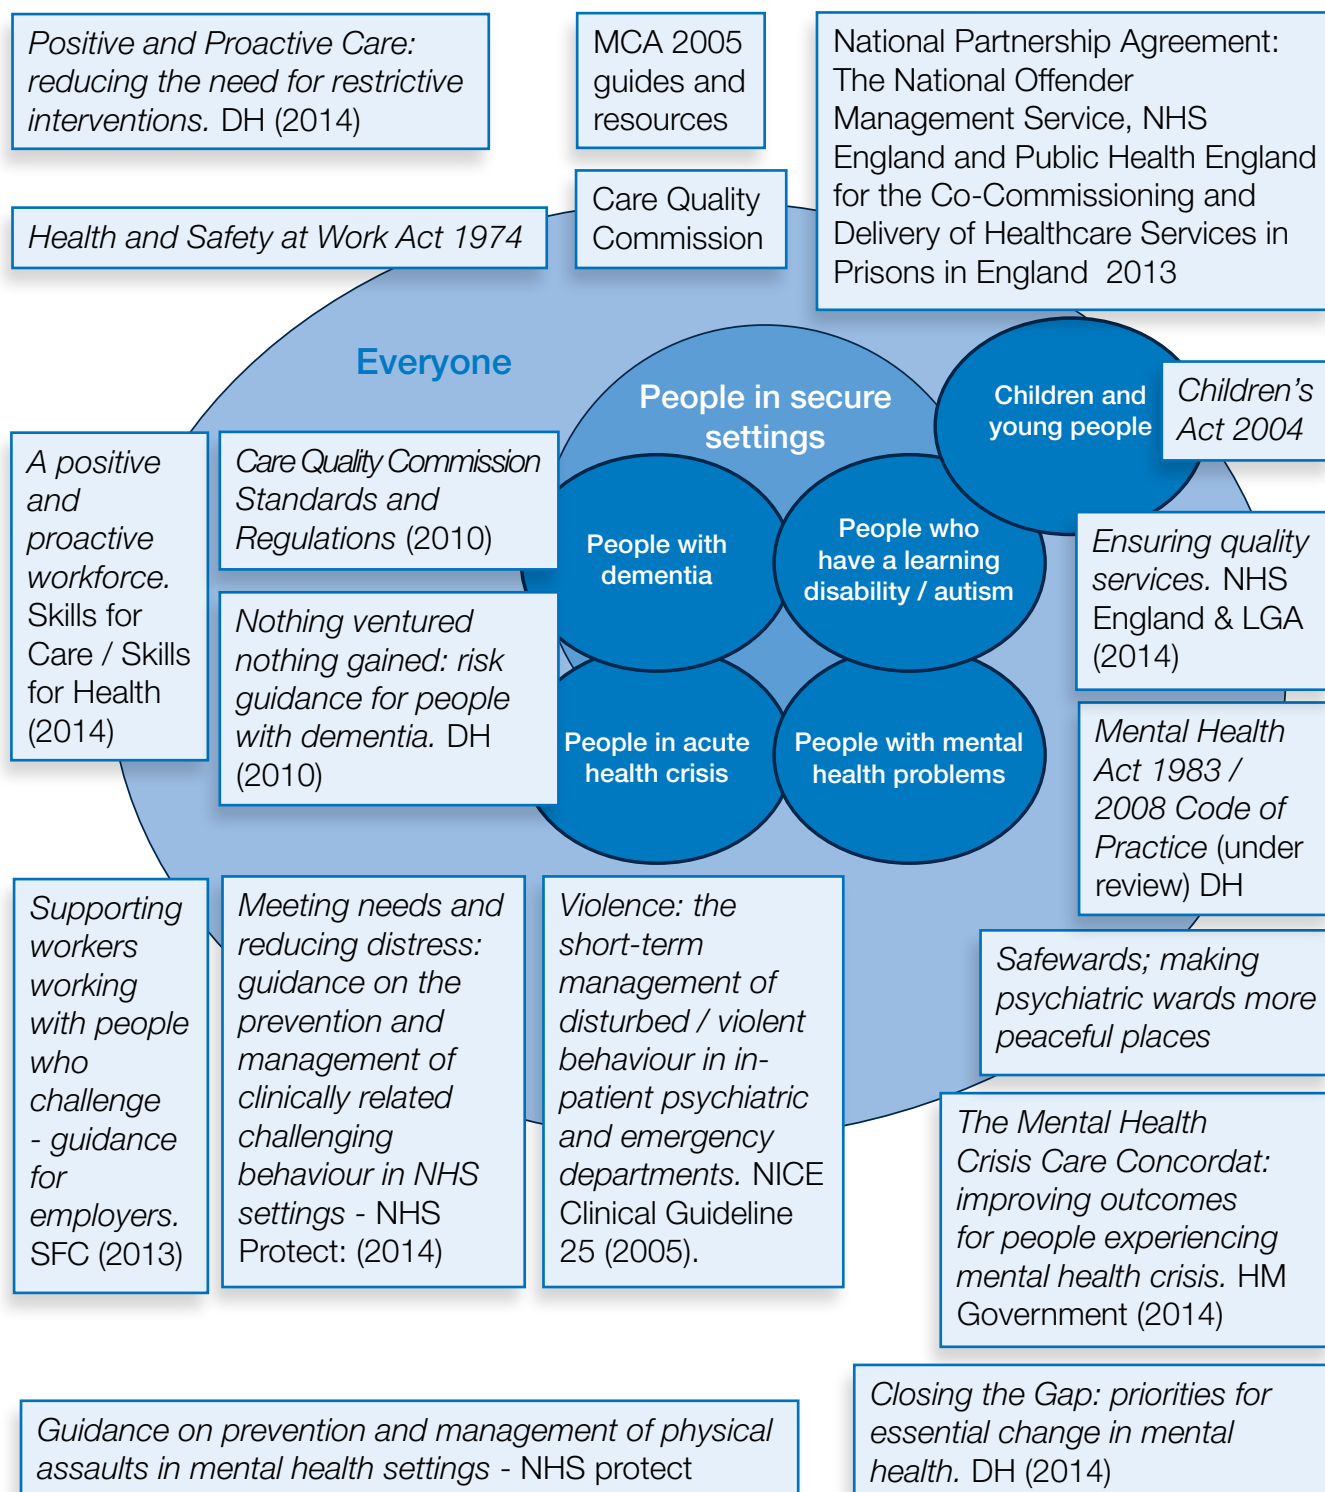 Positive and Proactive Care:
reducing the need for restrictive
interventions. DH (2014)
MCA 2005
guides and
resources
National Partnership Agreement:
The National Offender
Management Service, NHS
England and Public Health England
for the Co-Commissioning and
Delivery of Healthcare Services in
Prisons in England  2013
Health and Safety at Work Act 1974
Care Quality
Commission
Everyone
People in secure
settings
Children and
young people
Children’s
Act 2004
A positive
and
proactive
workforce.
Skills for
Care / Skills
for Health
(2014)
Care Quality Commission
Standards and
Regulations (2010)
People with
dementia
People who
have a learning
disability / autism
Ensuring quality
services. NHS
England & LGA
(2014)
Nothing ventured
nothing gained: risk
guidance for people
with dementia. DH
(2010)
People in acute
health crisis
People with mental
health problems
Mental Health
Act 1983 /
2008 Code of
Practice (under
review) DH
Supporting
workers
working
with people
who
challenge
- guidance
for
employers.
SFC (2013)
Meeting needs and
reducing distress:
guidance on the
prevention and
management of
clinically related
challenging
behaviour in NHS
settings - NHS
Protect: (2014)
Violence: the
short-term
management of
disturbed / violent
behaviour in in-
patient psychiatric
and emergency
departments. NICE
Clinical Guideline
25 (2005).
Safewards; making
psychiatric wards more
peaceful places
The Mental Health
Crisis Care Concordat:
improving outcomes
for people experiencing
mental health crisis. HM
Government (2014)
Guidance on prevention and management of physical
assaults in mental health settings - NHS protect
Closing the Gap: priorities for
essential change in mental
health. DH (2014)